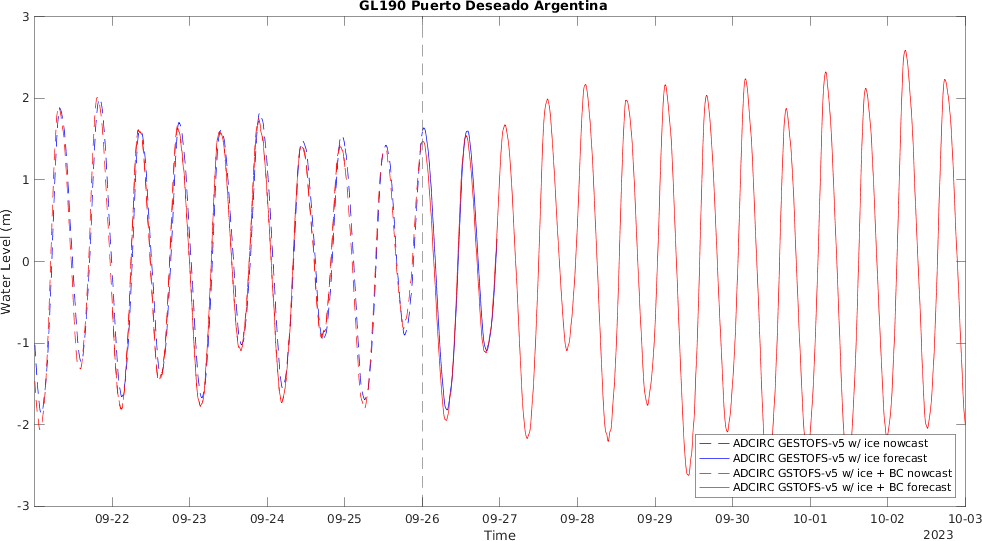 GL190 Puerto Deseado Argentina
3
2
1
0
-1
-2
-3
Water Level (m)
ADCIRC GESTOFS-v5 w/ ice nowcast
ADCIRC GESTOFS-v5 w/ ice forecast
ADCIRC GSTOFS-v5 w/ ice + BC nowcast
ADCIRC GSTOFS-v5 w/ ice + BC forecast
09-22 09-23 09-24 09-25 09-26 09-27 09-28 09-29 09-30 10-01 10-02 10-03
Time
2023